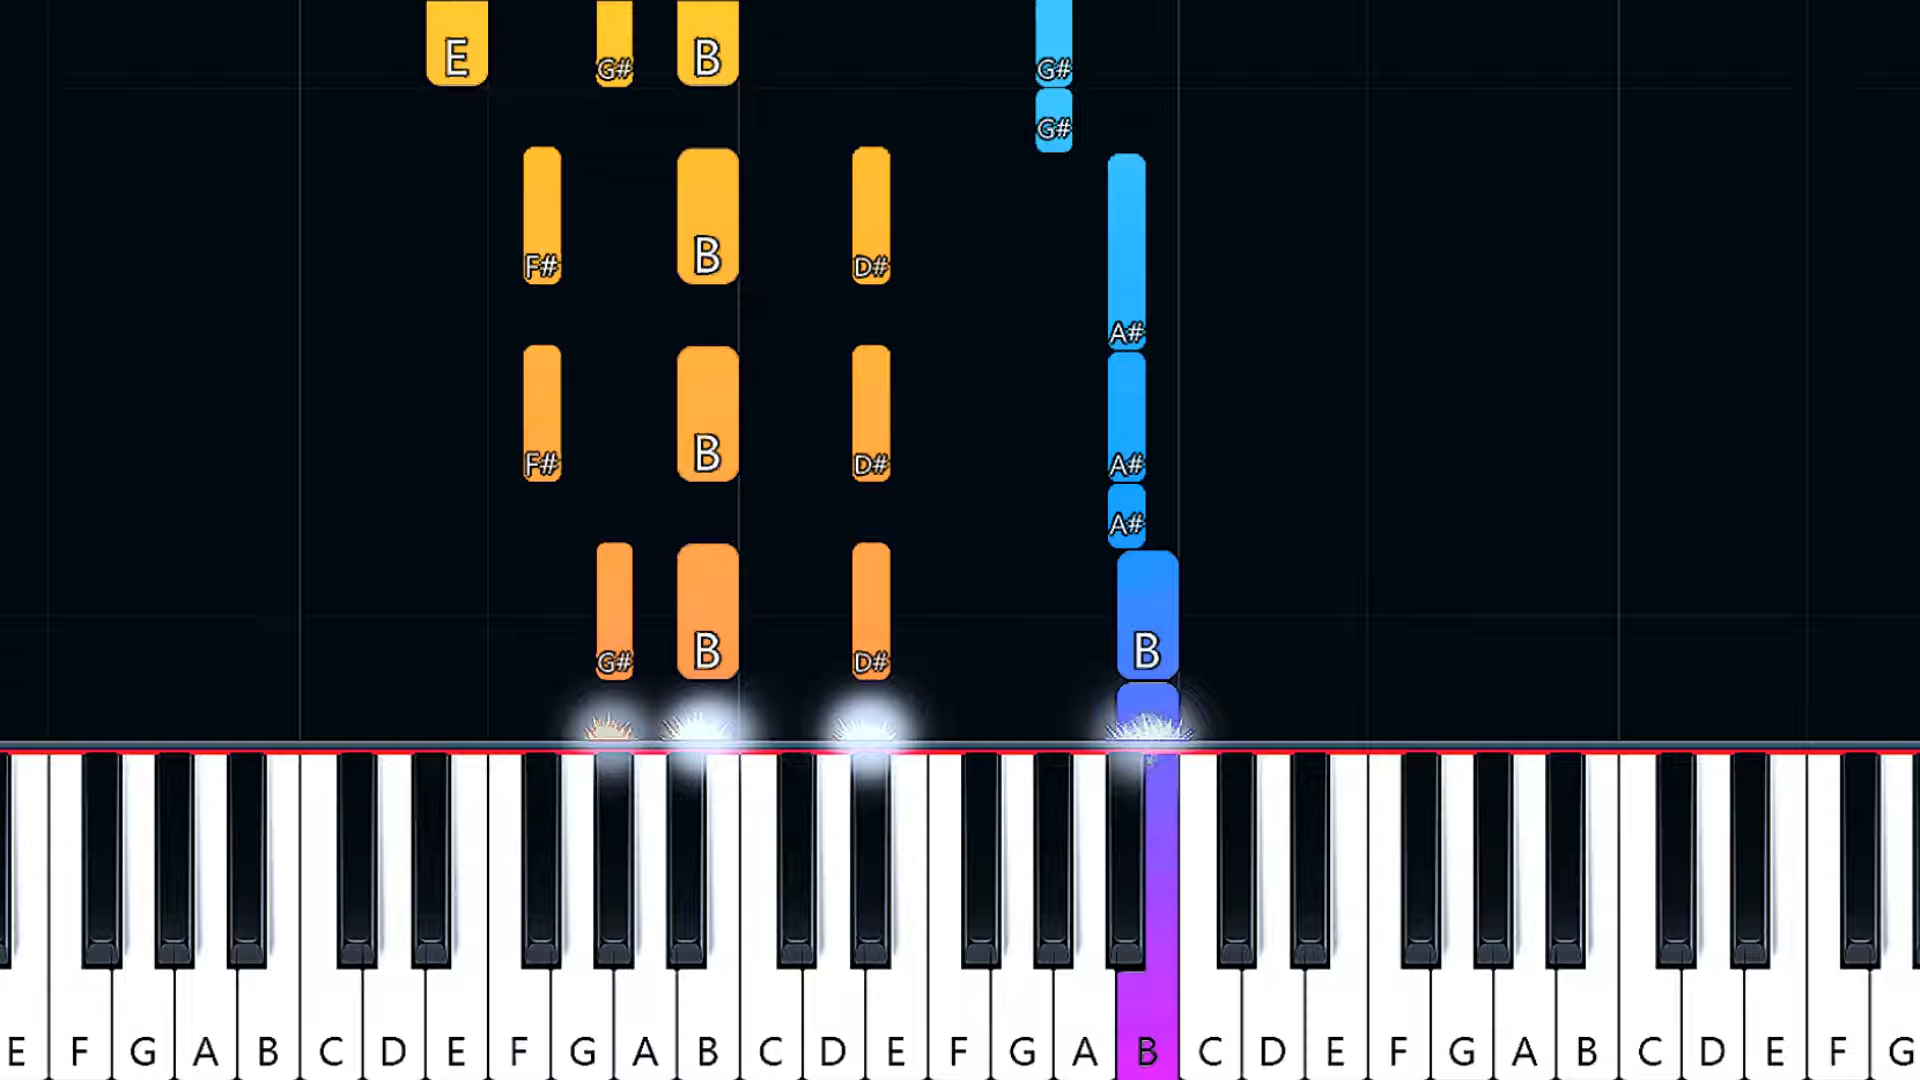 E G# B G#
G#
F# B D#
A#
F# B D# A#
A#
G# B D# B
E F G A B C D E F G A B C D E F G A B C D E F G A B C D E F G